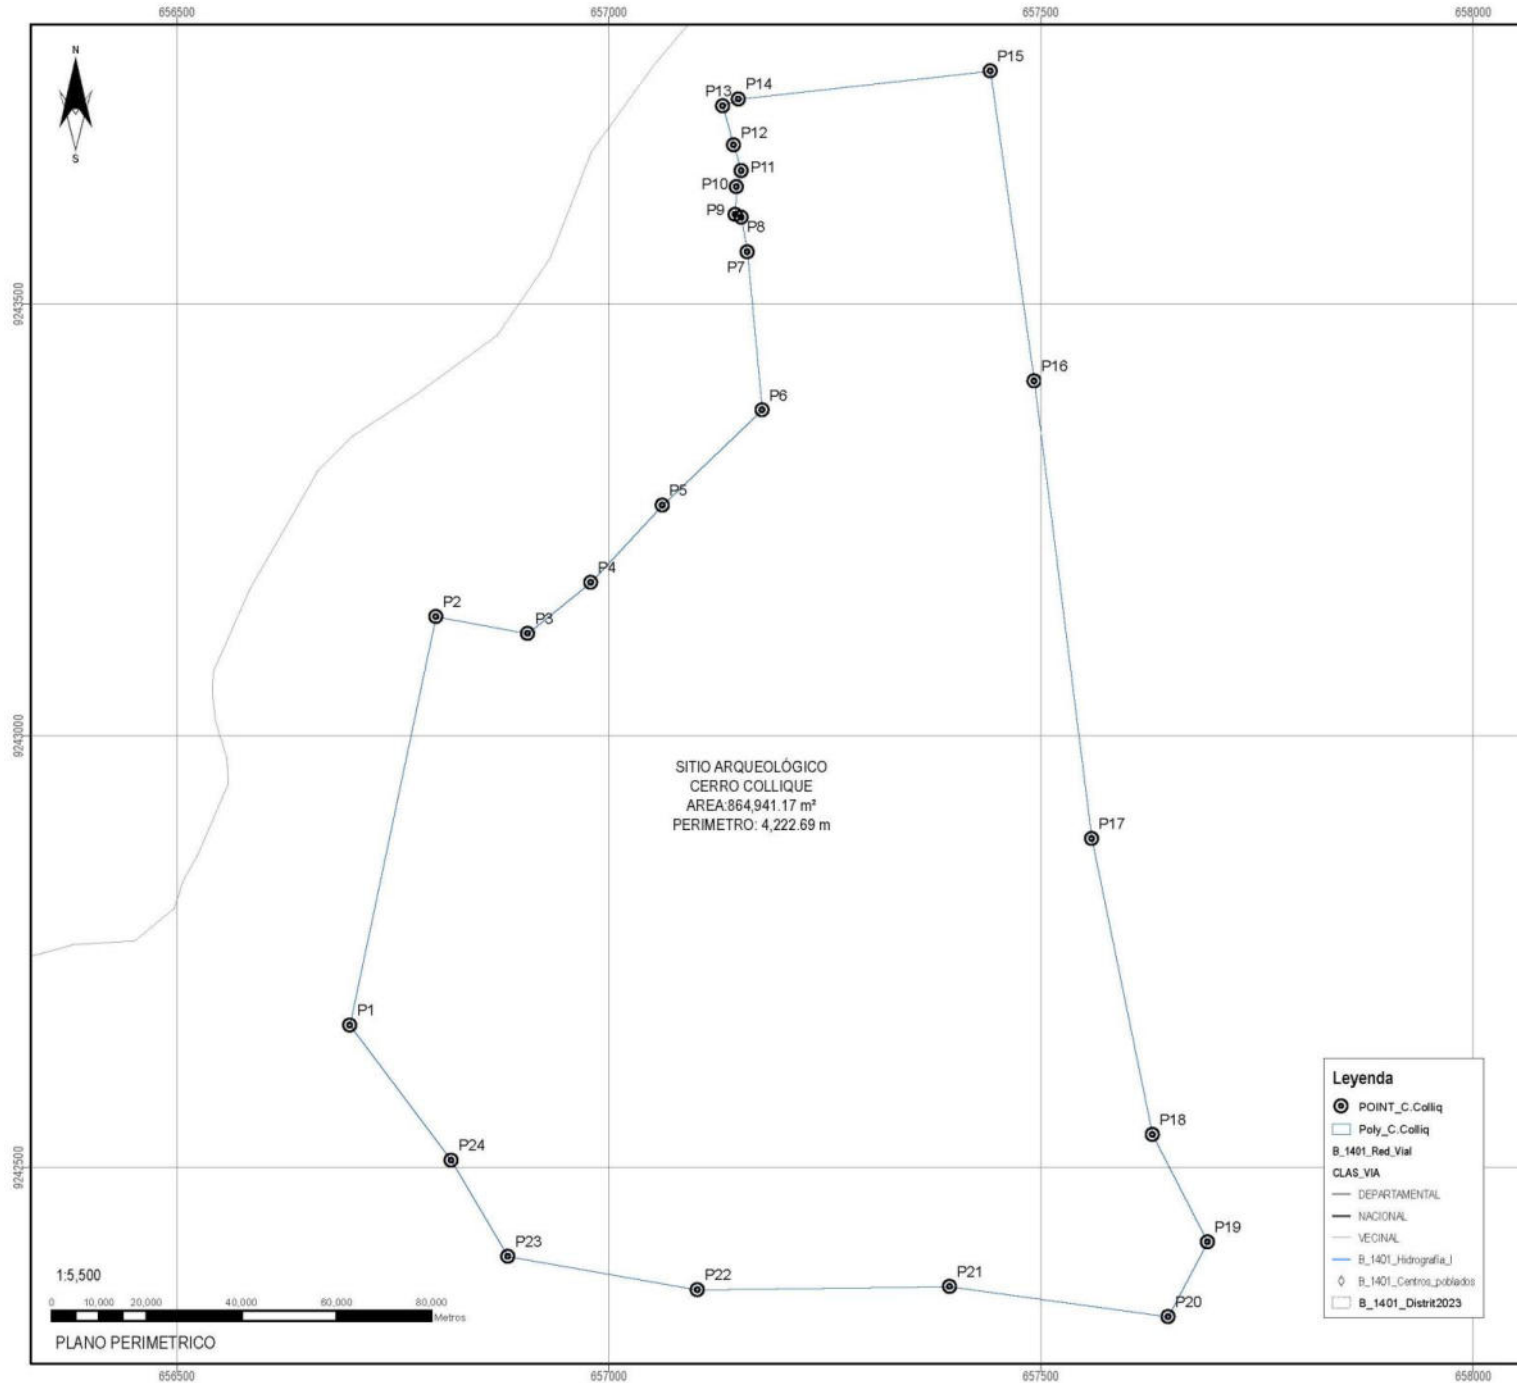 656500
657000
657500
658000
N
S
P15
P13
P14
P12
P11
P10
P9
P8
P7
9243500
P16
P6
P5
P4
P2
P3
9243000
SITIO ARQUEOLÓGICO
CERRO COLLIQUE
AREA:864,941.17 m²
PERIMETRO: 4,222.69 m
P17
P1
P18
P24
9242500
P19
P23
P22
P21
P20
Leyenda
POINT_C.Colliq
Poly_C.Colliq
B_1401_Red_Vial
CLAS_VIA
DEPARTAMENTAL
NACIONAL
VECINAL
B_1401_Hidrografia_l
B_1401_Centros_poblados
B_1401_Distrit2023
1:5,500
0 10,000 20,000 40,000 60,000 80,000
Metros
PLANO PERIMETRICO
656500
657000
657500
658000